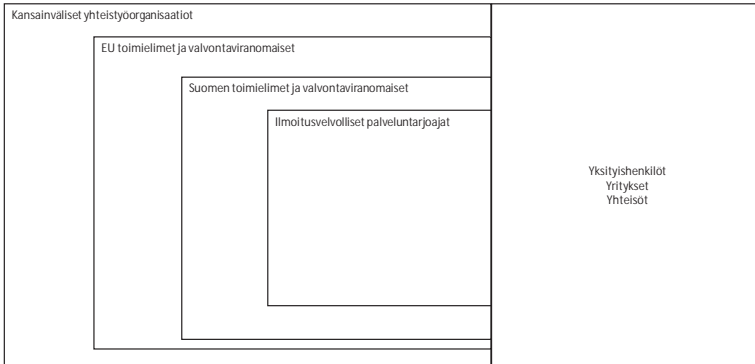 Kansainväliset yhteistyöorganisaatiot
EU toimielimet ja valvontaviranomaiset
Suomen toimielimet ja valvontaviranomaiset
Ilmoitusvelvolliset palveluntarjoajat
Yksityishenkilöt
Yritykset
Yhteisöt